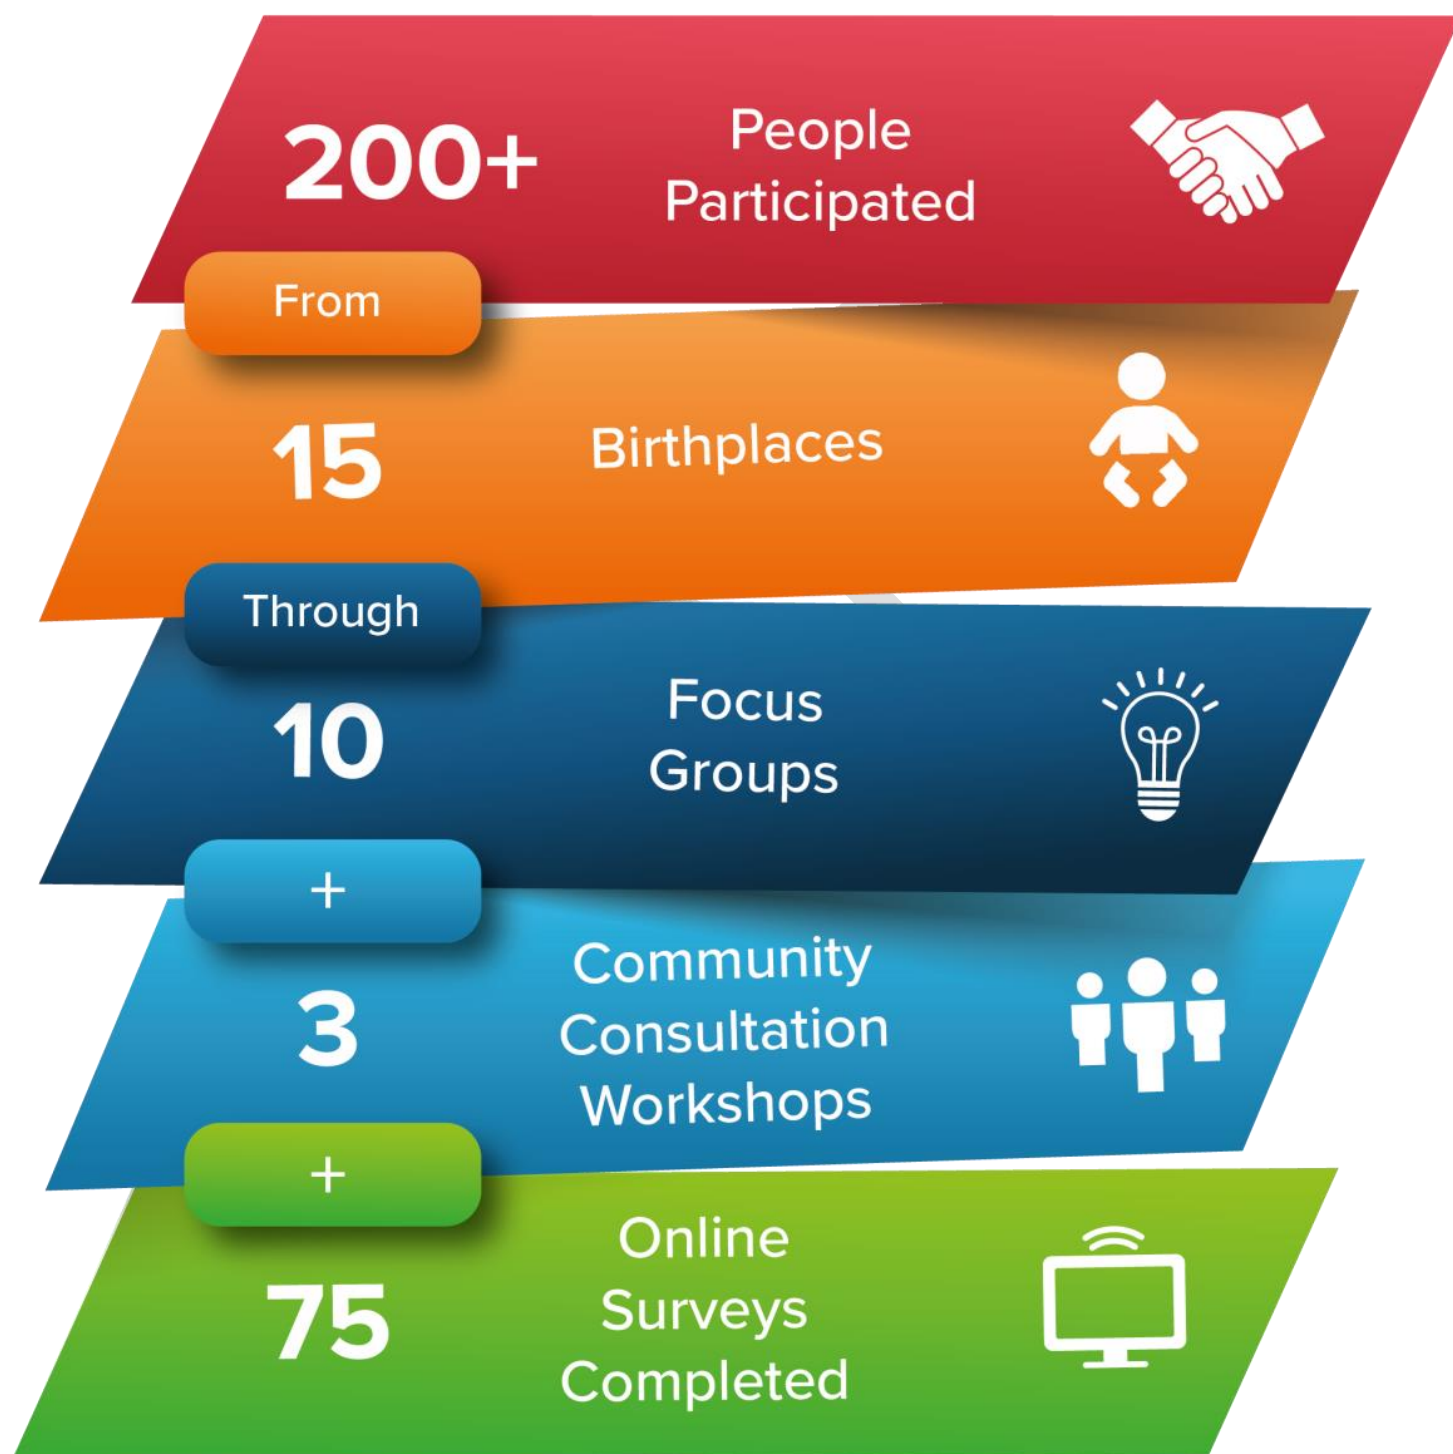 200+
People
Participated
From
15
Birthplaces
Through
10
Focus
Groups
+
3
Community
Consultation
Workshops
+
75
Online
Surveys
Completed